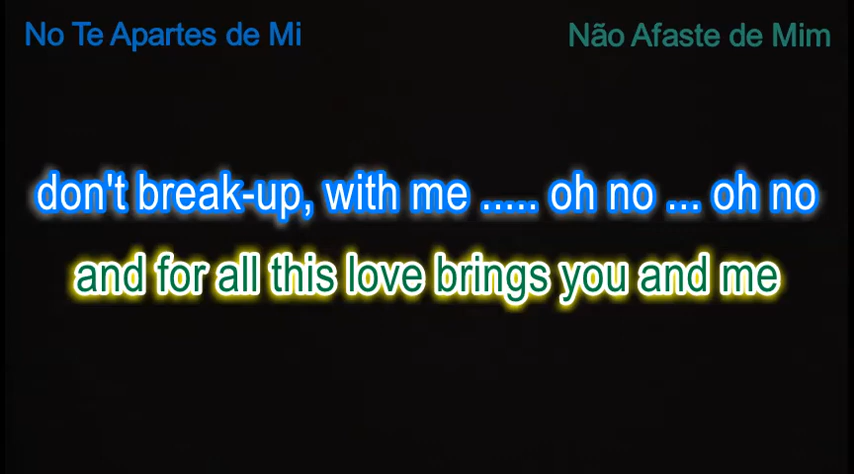 No Te Apartes de Mi
Não Afaste de Mim
don't break-up, with me ..... oh no ... oh no
and for all this love brings you and me